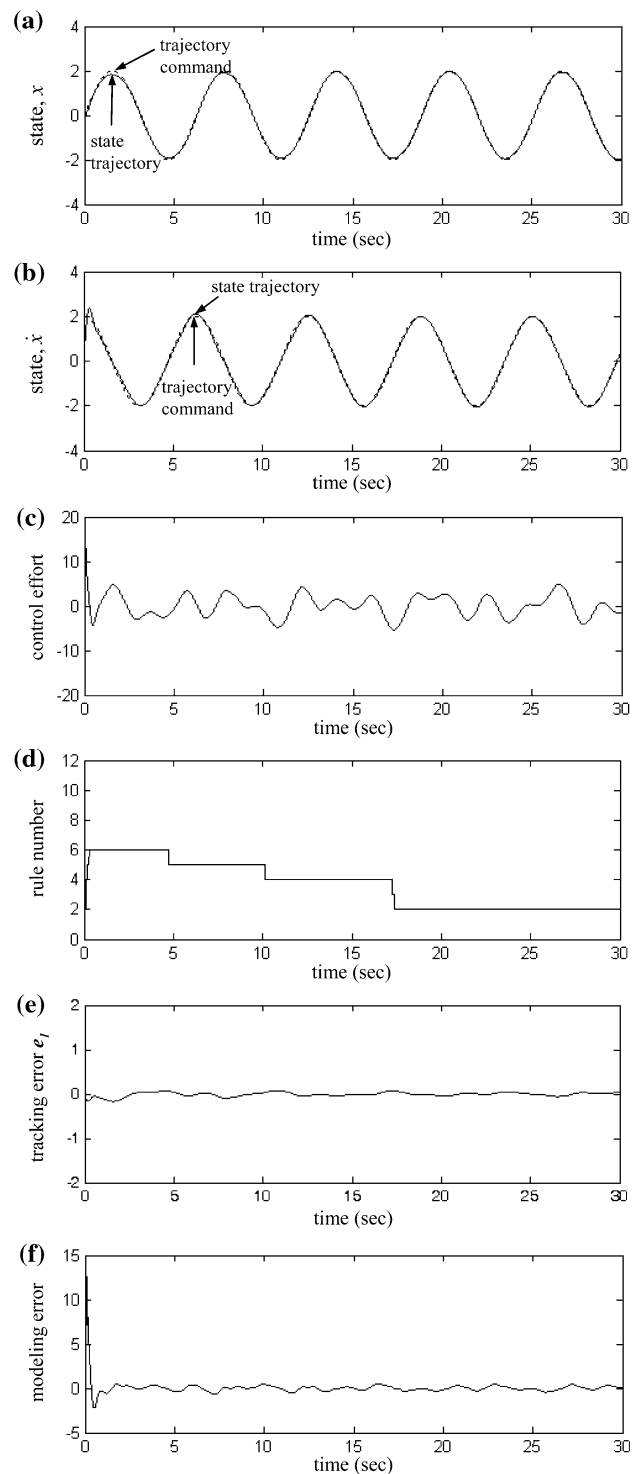 (a)
4
2
0
-2
-4
state, x
trajectory
command
state
trajectory
0 5 10 15 20 25 30
time (sec)
(b)
4
2
0
-2
-4
state, ẋ
state trajectory
trajectory
command
0 5 10 15 20 25 30
time (sec)
(c)
20
10
0
-10
-20
control effort
0 5 10 15 20 25 30
time (sec)
(d)
12
10
8
6
4
2
0
rule number
0 5 10 15 20 25 30
time (sec)
(e)
2
1
0
-1
-2
tracking error e₁
0 5 10 15 20 25 30
time (sec)
(f)
15
10
5
0
-5
modeling error
0 5 10 15 20 25 30
time (sec)